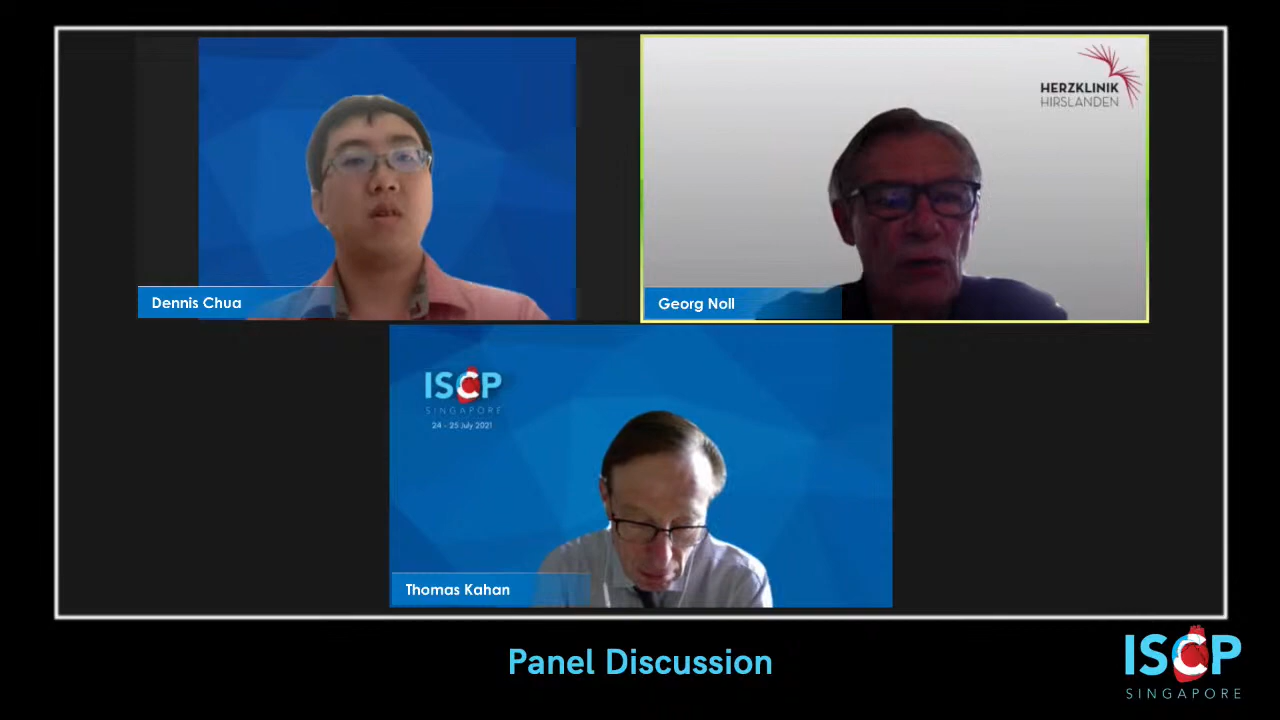 HERZKLINIK
HIRSLANDEN
Dennis Chua
Georg Noll
ISCP
SINGAPORE
24 - 25 July 2021
Thomas Kahan
Panel Discussion
ISCP
SINGAPORE